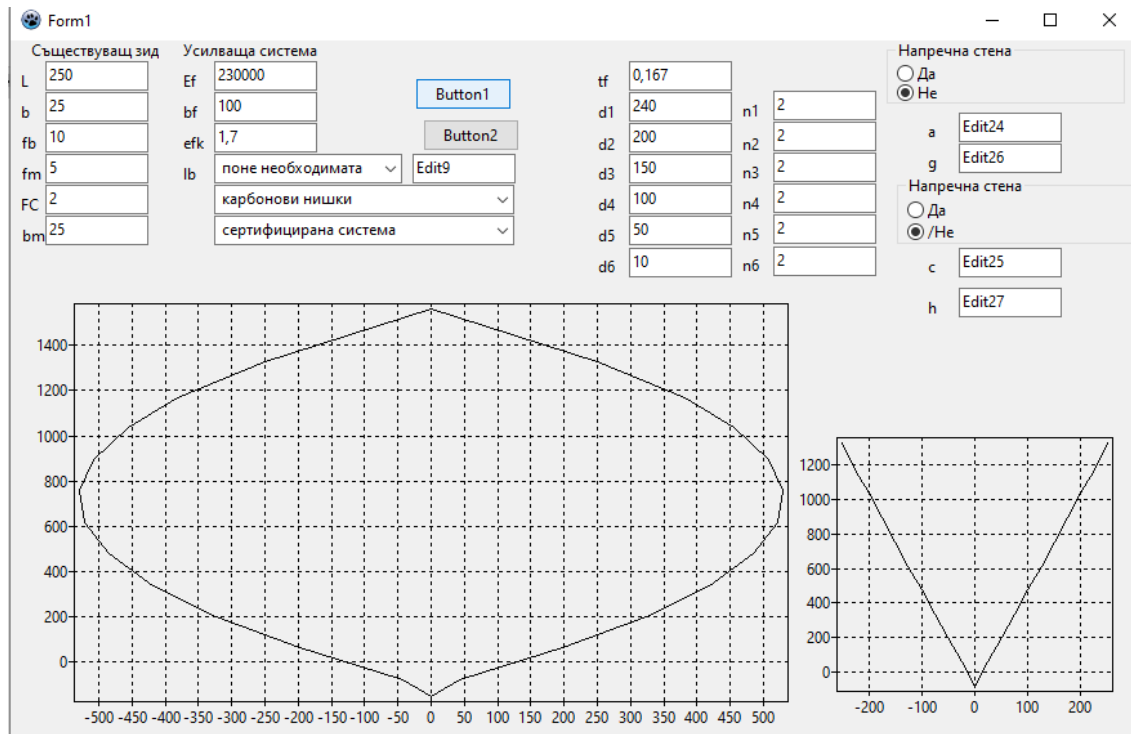 Form1
Съществуващ зид Усилваща система Напречна стена
L 250 Ef 230000 tf 0,167 Да
b 25 bf 100 Button1 d1 240 n1 2 Не
fb 10 efk 1,7 Button2 d2 200 n2 2 a Edit24
fm 5 lb поне необходимата Edit9 d3 150 n3 2 g Edit26
FC 2 карбонови нишки d4 100 n4 2 Напречна стена
bm 25 сертифицирана система d5 50 n5 2 Да
d6 10 n6 2 /Не
c Edit25
h Edit27
1400
1200
1000
800
600
400
200
0
-500 -450 -400 -350 -300 -250 -200 -150 -100 -50 0 50 100 150 200 250 300 350 400 450 500
1200
1000
800
600
400
200
0
-200 -100 0 100 200